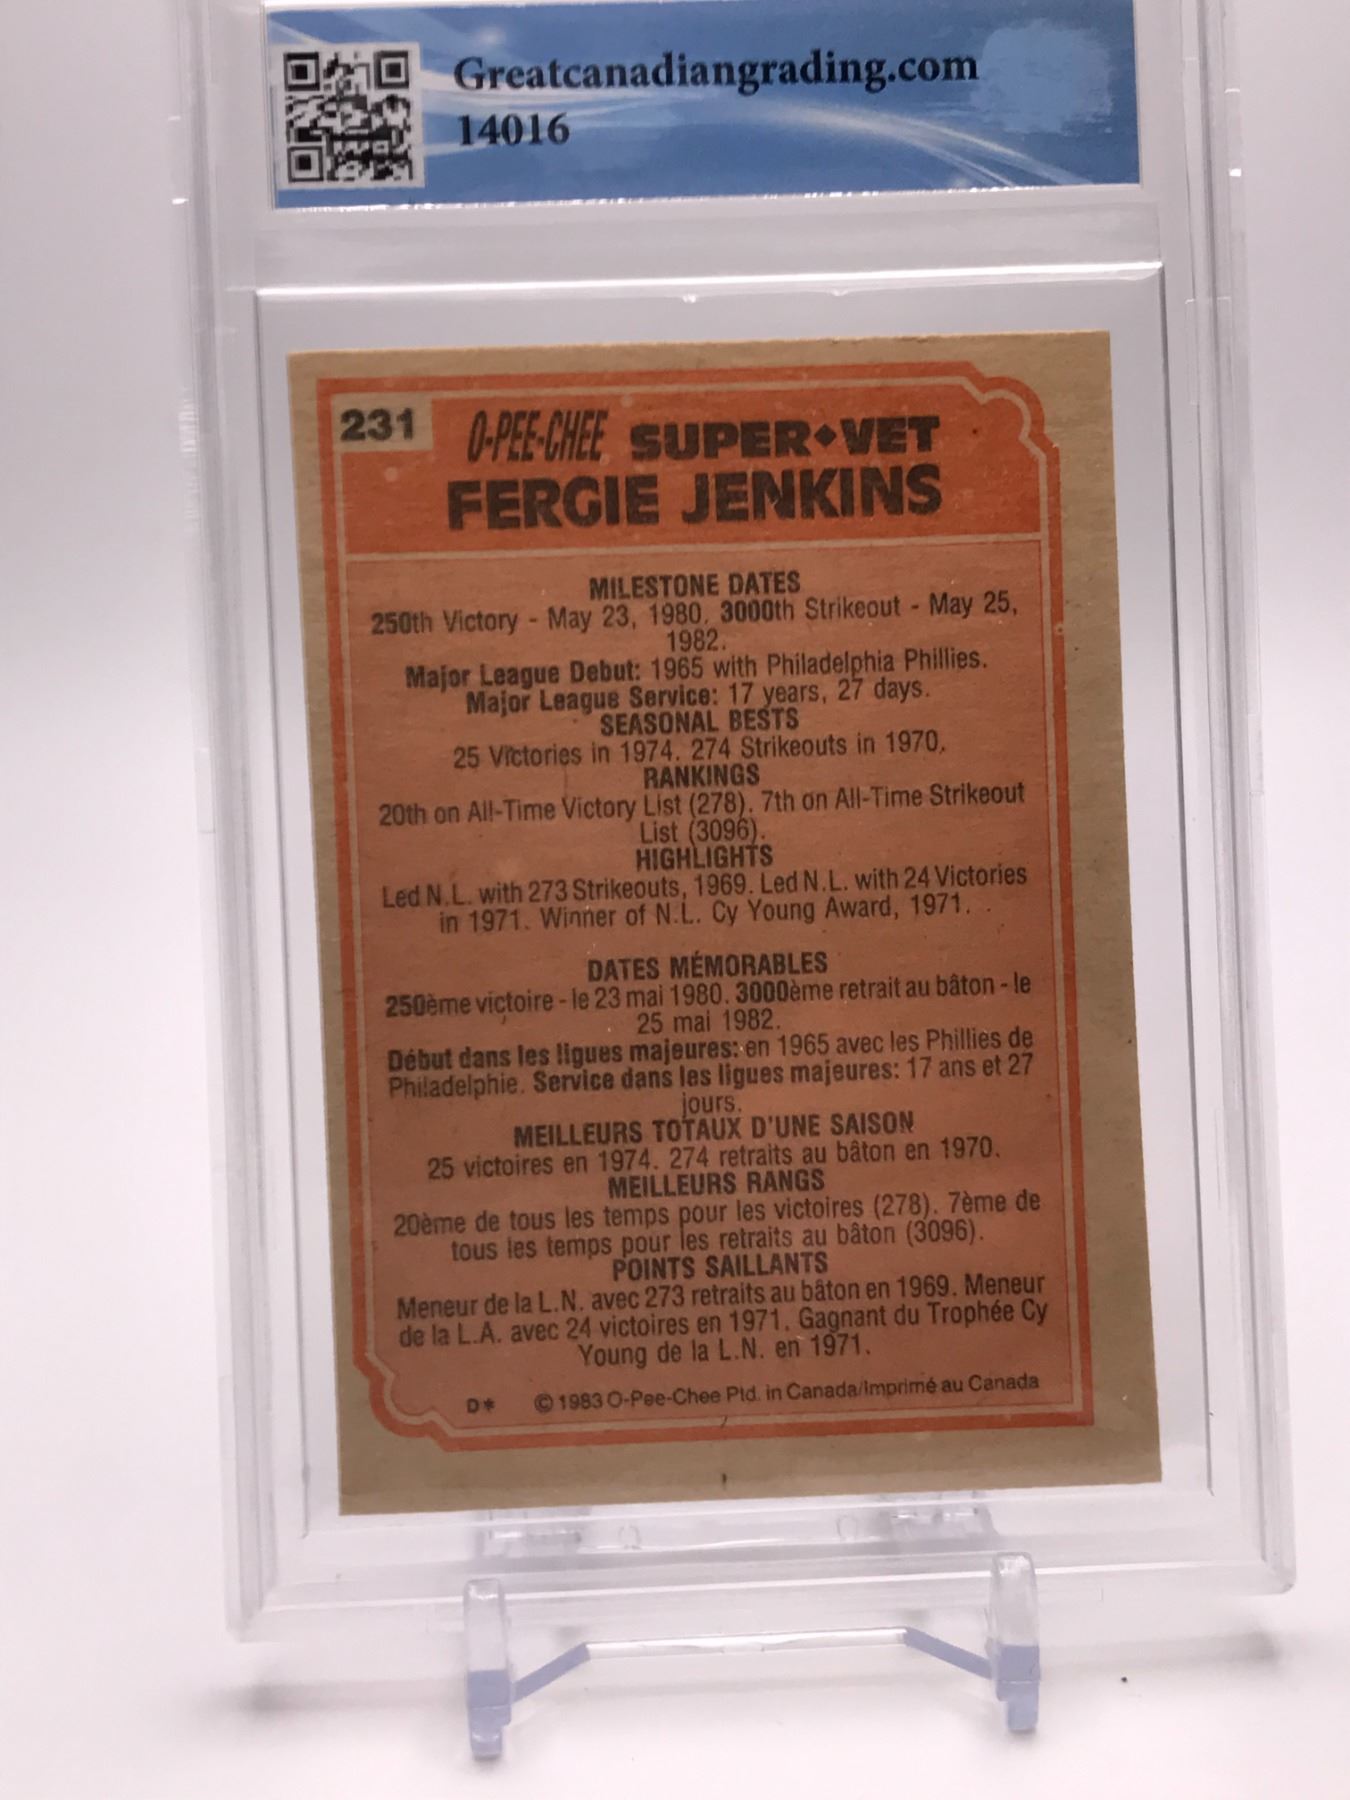 Greatcanadiangrading.com
14016
231
O-PEE-CHEE SUPER◆VET
FERGIE JENKINS
MILESTONE DATES
250th Victory - May 23, 1980. 3000th Strikeout - May 25,
1982.
Major League Debut: 1965 with Philadelphia Phillies.
Major League Service: 17 years, 27 days.
SEASONAL BESTS
25 Victories in 1974. 274 Strikeouts in 1970.
RANKINGS
20th on All-Time Victory List (278). 7th on All-Time Strikeout
List (3096).
HIGHLIGHTS
Led N.L. with 273 Strikeouts, 1969. Led N.L. with 24 Victories
in 1971. Winner of N.L. Cy Young Award, 1971.
DATES MÉMORABLES
250ème victoire - le 23 mai 1980. 3000ème retrait au bâton - le
25 mai 1982.
Début dans les ligues majeures: en 1965 avec les Phillies de
Philadelphie. Service dans les ligues majeures: 17 ans et 27
jours.
MEILLEURS TOTAUX D'UNE SAISON
25 victoires en 1974. 274 retraits au bâton en 1970.
MEILLEURS RANGS
20ème de tous les temps pour les victoires (278). 7ème de
tous les temps pour les retraits au bâton (3096).
POINTS SAILLANTS
Meneur de la L.N. avec 273 retraits au bâton en 1969. Meneur
de la L.A. avec 24 victoires en 1971. Gagnant du Trophée Cy
Young de la L.N. en 1971.
D* © 1983 O-Pee-Chee Ptd. in Canada/Imprimé au Canada